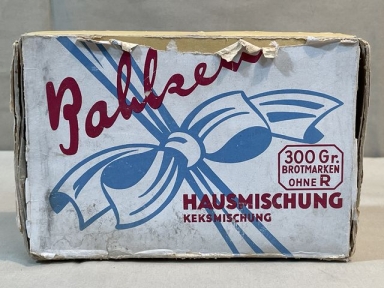 Bahlsen
300 Gr.
BROTMARKEN
OHNE R
HAUSMISCHUNG
KEKSMISCHUNG